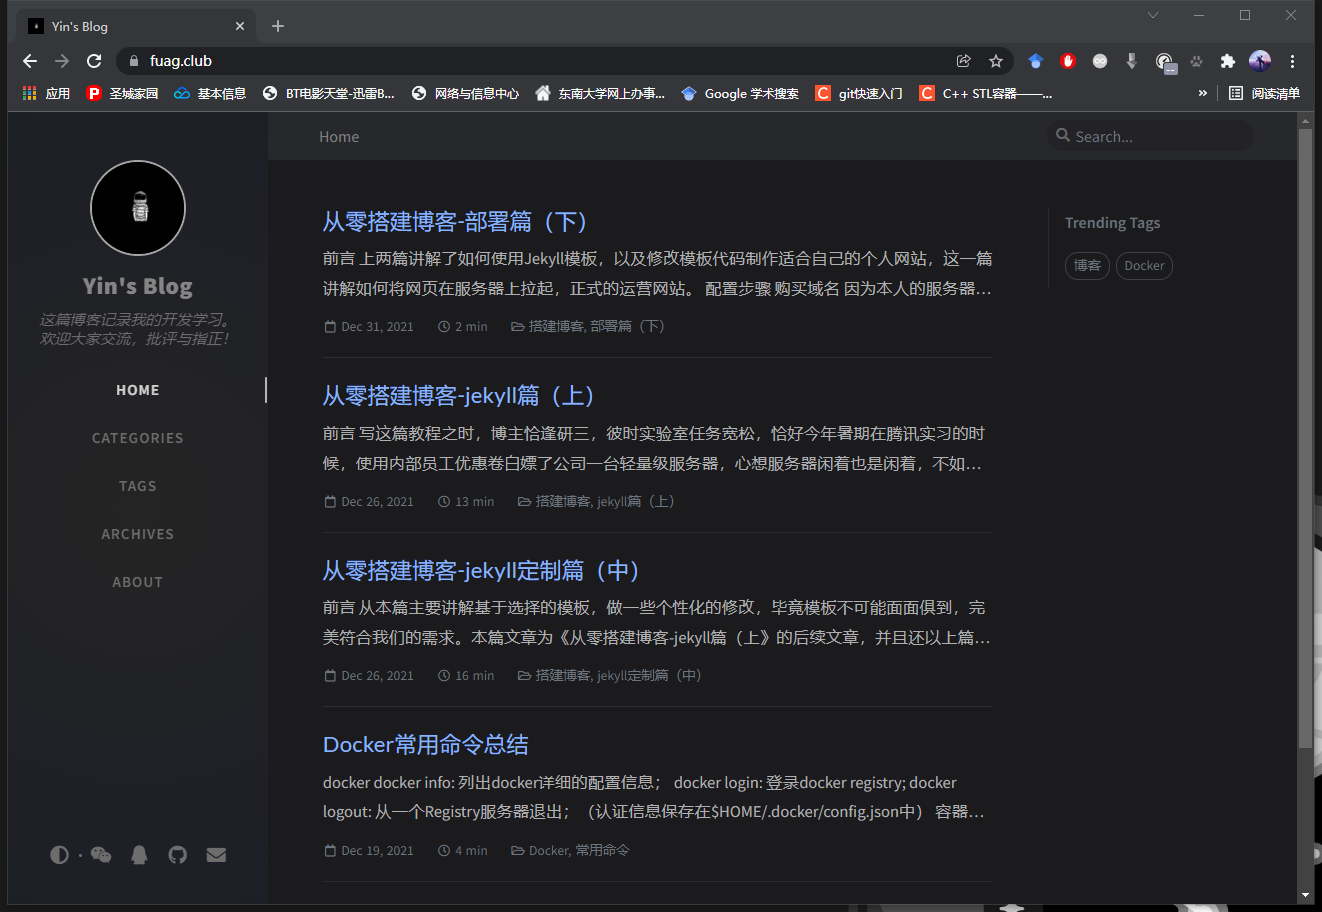 Yin's Blog
fuag.club
应用 圣城家园 基本信息 BT电影天堂-迅雷B... 网络与信息中心 东南大学网上办事... Google 学术搜索 git快速入门 C++ STL容器——... » 阅读清单
Home
Search...
Yin's Blog
这篇博客记录我的开发学习。
欢迎大家交流，批评与指正！
HOME
CATEGORIES
TAGS
ARCHIVES
ABOUT
从零搭建博客-部署篇（下）
前言 上两篇讲解了如何使用Jekyll模板，以及修改模板代码制作适合自己的个人网站，这一篇
讲解如何将网页在服务器上拉起，正式的运营网站。 配置步骤 购买域名 因为本人的服务器...
Dec 31, 2021 2 min 搭建博客, 部署篇（下）
从零搭建博客-jekyll篇（上）
前言 写这篇教程之时，博主恰逢研三，彼时实验室任务宽松，恰好今年暑期在腾讯实习的时
候，使用内部员工优惠卷白嫖了公司一台轻量级服务器，心想服务器闲着也是闲着，不如...
Dec 26, 2021 13 min 搭建博客, jekyll篇（上）
从零搭建博客-jekyll定制篇（中）
前言 从本篇主要讲解基于选择的模板，做一些个性化的修改，毕竟模板不可能面面俱到，完
美符合我们的需求。本篇文章为《从零搭建博客-jekyll篇（上》的后续文章，并且还以上篇...
Dec 26, 2021 16 min 搭建博客, jekyll定制篇（中）
Docker常用命令总结
docker docker info: 列出docker详细的配置信息； docker login: 登录docker registry; docker
logout: 从一个Registry服务器退出；（认证信息保存在$HOME/.docker/config.json中） 容器...
Dec 19, 2021 4 min Docker, 常用命令
Trending Tags
博客 Docker